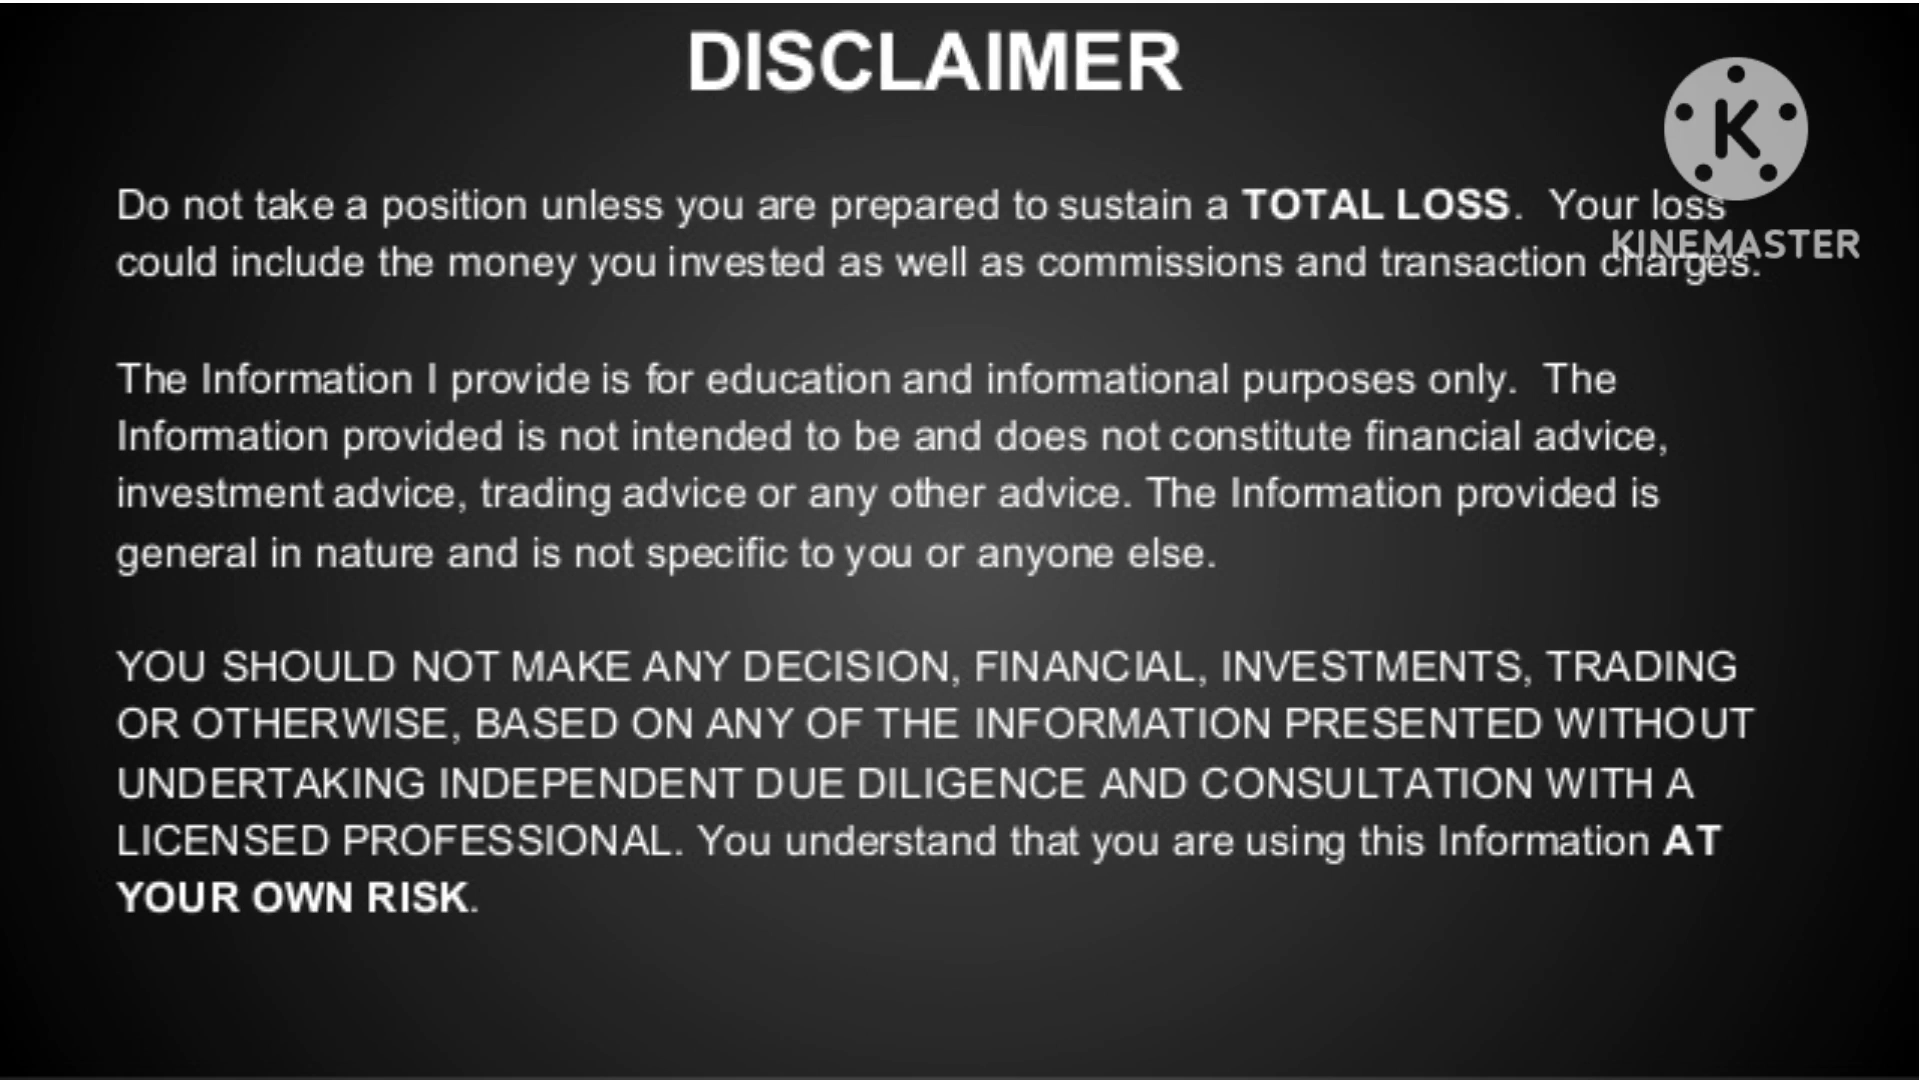 DISCLAIMER
K
KINEMASTER
Do not take a position unless you are prepared to sustain a TOTAL LOSS.  Your loss
could include the money you invested as well as commissions and transaction charges.
The Information I provide is for education and informational purposes only.  The
Information provided is not intended to be and does not constitute financial advice,
investment advice, trading advice or any other advice. The Information provided is
general in nature and is not specific to you or anyone else.
YOU SHOULD NOT MAKE ANY DECISION, FINANCIAL, INVESTMENTS, TRADING
OR OTHERWISE, BASED ON ANY OF THE INFORMATION PRESENTED WITHOUT
UNDERTAKING INDEPENDENT DUE DILIGENCE AND CONSULTATION WITH A
LICENSED PROFESSIONAL. You understand that you are using this Information AT
YOUR OWN RISK.